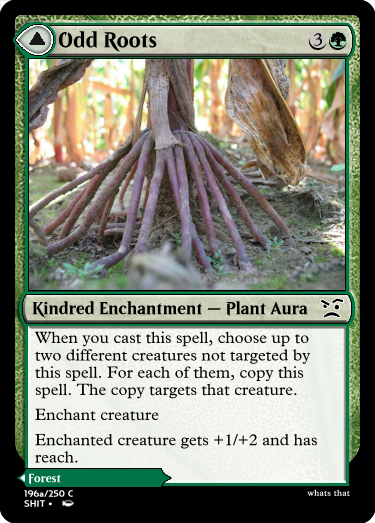 Odd Roots 3
Kindred Enchantment — Plant Aura
When you cast this spell, choose up to
two different creatures not targeted by
this spell. For each of them, copy this
spell. The copy targets that creature.
Enchant creature
Enchanted creature gets +1/+2 and has
reach.
Forest
196a/250 C
SHIT •
whats that